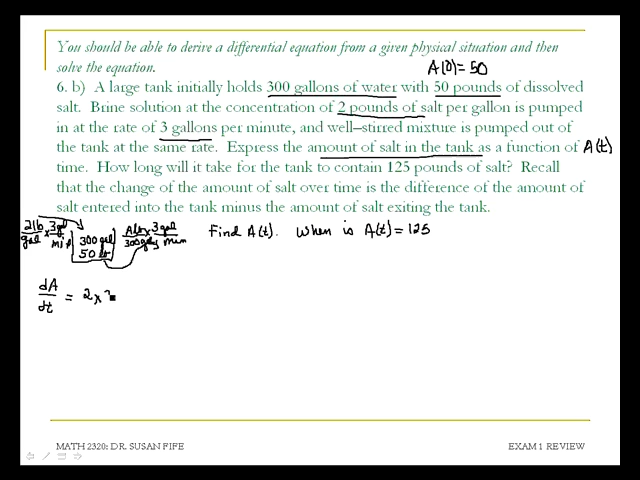 You should be able to derive a differential equation from a given physical situation and then
solve the equation.
A(0)=50
6. b) A large tank initially holds 300 gallons of water with 50 pounds of dissolved
salt. Brine solution at the concentration of 2 pounds of salt per gallon is pumped
in at the rate of 3 gallons per minute, and well–stirred mixture is pumped out of
the tank at the same rate. Express the amount of salt in the tank as a function of A(t)
time. How long will it take for the tank to contain 125 pounds of salt? Recall
that the change of the amount of salt over time is the difference of the amount of
salt entered into the tank minus the amount of salt exiting the tank.
2lb/gal × 3gal/min 300 gal A lb/300gal × 3 gal/min Find A(t). When is A(t)=125
50
dA/dt = 2×
MATH 2320: DR. SUSAN FIFE EXAM 1 REVIEW